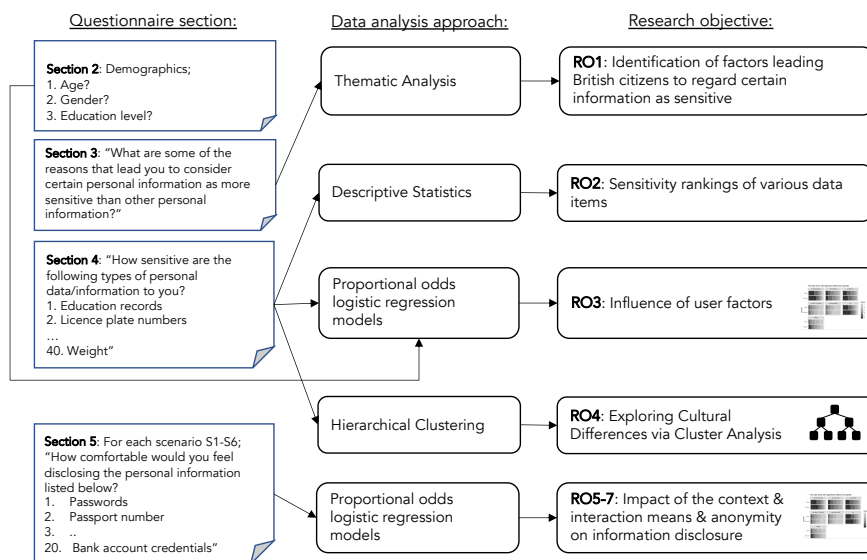 Questionnaire section:
Data analysis approach:
Research objective:
Section 2: Demographics;
1. Age?
2. Gender?
3. Education level?
Thematic Analysis
RO1: Identification of factors leading
British citizens to regard certain
information as sensitive
Section 3: “What are some of the
reasons that lead you to consider
certain personal information as more
sensitive than other personal
information?”
Descriptive Statistics
RO2: Sensitivity rankings of various data
items
Section 4: “How sensitive are the
following types of personal
data/information to you?
1. Education records
2. Licence plate numbers
...
40. Weight”
Proportional odds
logistic regression
models
RO3: Influence of user factors
Hierarchical Clustering
RO4: Exploring Cultural
Differences via Cluster Analysis
Section 5: For each scenario S1-S6;
“How comfortable would you feel
disclosing the personal information
listed below?
1. Passwords
2. Passport number
3. ..
20. Bank account credentials”
Proportional odds
logistic regression
models
RO5-7: Impact of the context &
interaction means & anonymity
on information disclosure